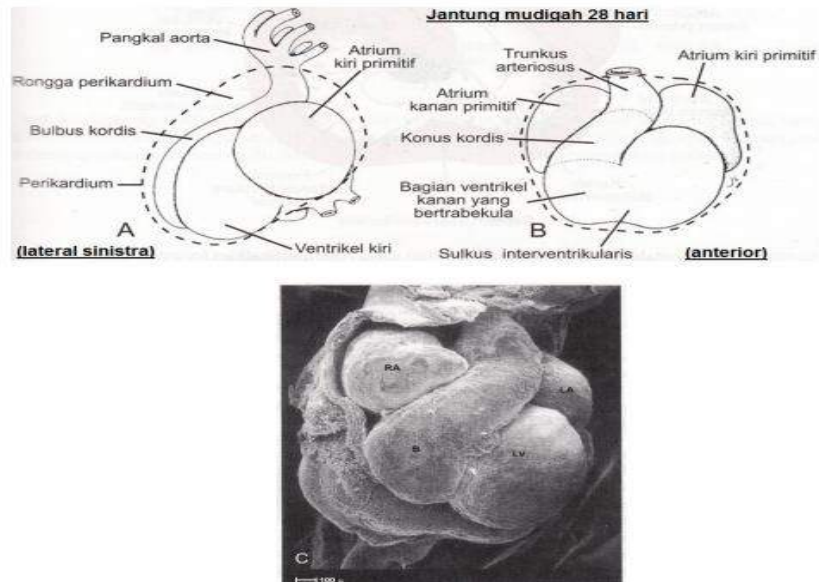 Jantung mudigah 28 hari
Pangkal aorta
Atrium
kiri primitif
Rongga perikardium
Bulbus kordis
Perikardium
A
Ventrikel kiri
(lateral sinistra)
Trunkus
arteriosus
Atrium kiri primitif
Atrium
kanan primitif
Konus kordis
Bagian ventrikel
kanan yang
bertrabekula
B
Sulkus interventrikularis
(anterior)
RA
LA
B
LV
C